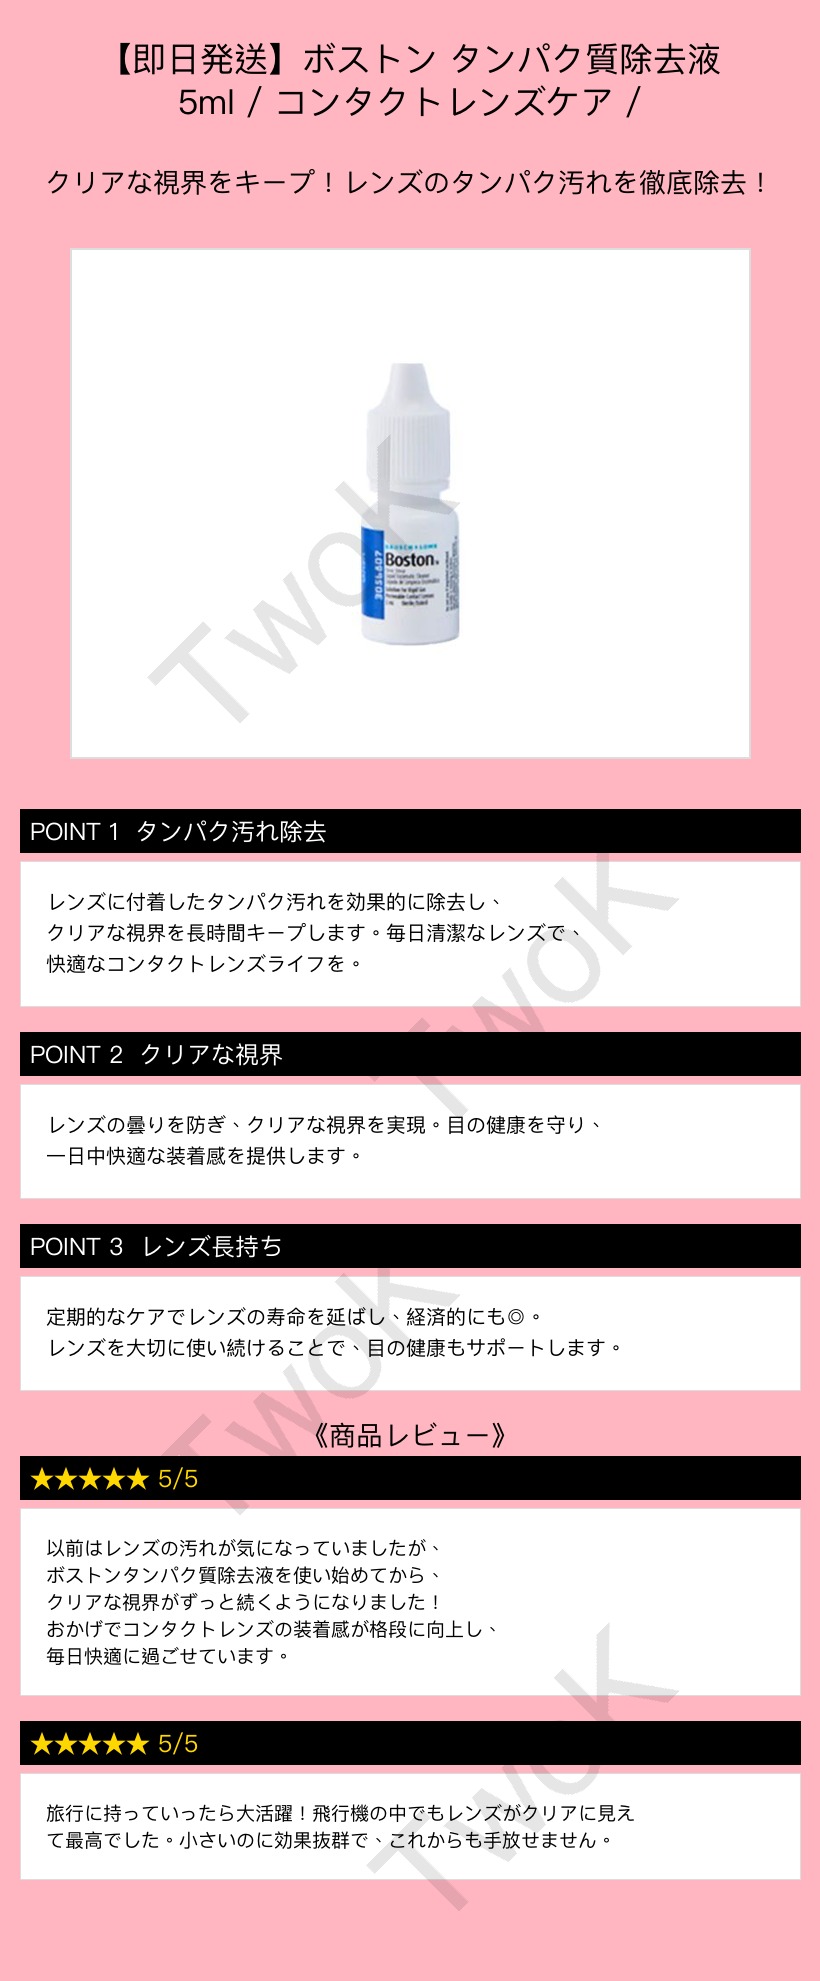 【即日発送】ボストン タンパク質除去液
5ml / コンタクトレンズケア /
クリアな視界をキープ！レンズのタンパク汚れを徹底除去！
BAUSCH + LOMB
Boston
3056807
TwoK
POINT 1 タンパク汚れ除去
レンズに付着したタンパク汚れを効果的に除去し、
クリアな視界を長時間キープします。毎日清潔なレンズで、
快適なコンタクトレンズライフを。
TwoK
POINT 2 クリアな視界
レンズの曇りを防ぎ、クリアな視界を実現。目の健康を守り、
一日中快適な装着感を提供します。
POINT 3 レンズ長持ち
定期的なケアでレンズの寿命を延ばし、経済的にも◎。
レンズを大切に使い続けることで、目の健康もサポートします。
TwoK
《商品レビュー》
★★★★★ 5/5
以前はレンズの汚れが気になっていましたが、
ボストンタンパク質除去液を使い始めてから、
クリアな視界がずっと続くようになりました！
おかげでコンタクトレンズの装着感が格段に向上し、
毎日快適に過ごせています。
★★★★★ 5/5
旅行に持っていったら大活躍！飛行機の中でもレンズがクリアに見え
て最高でした。小さいのに効果抜群で、これからも手放せません。
TwoK